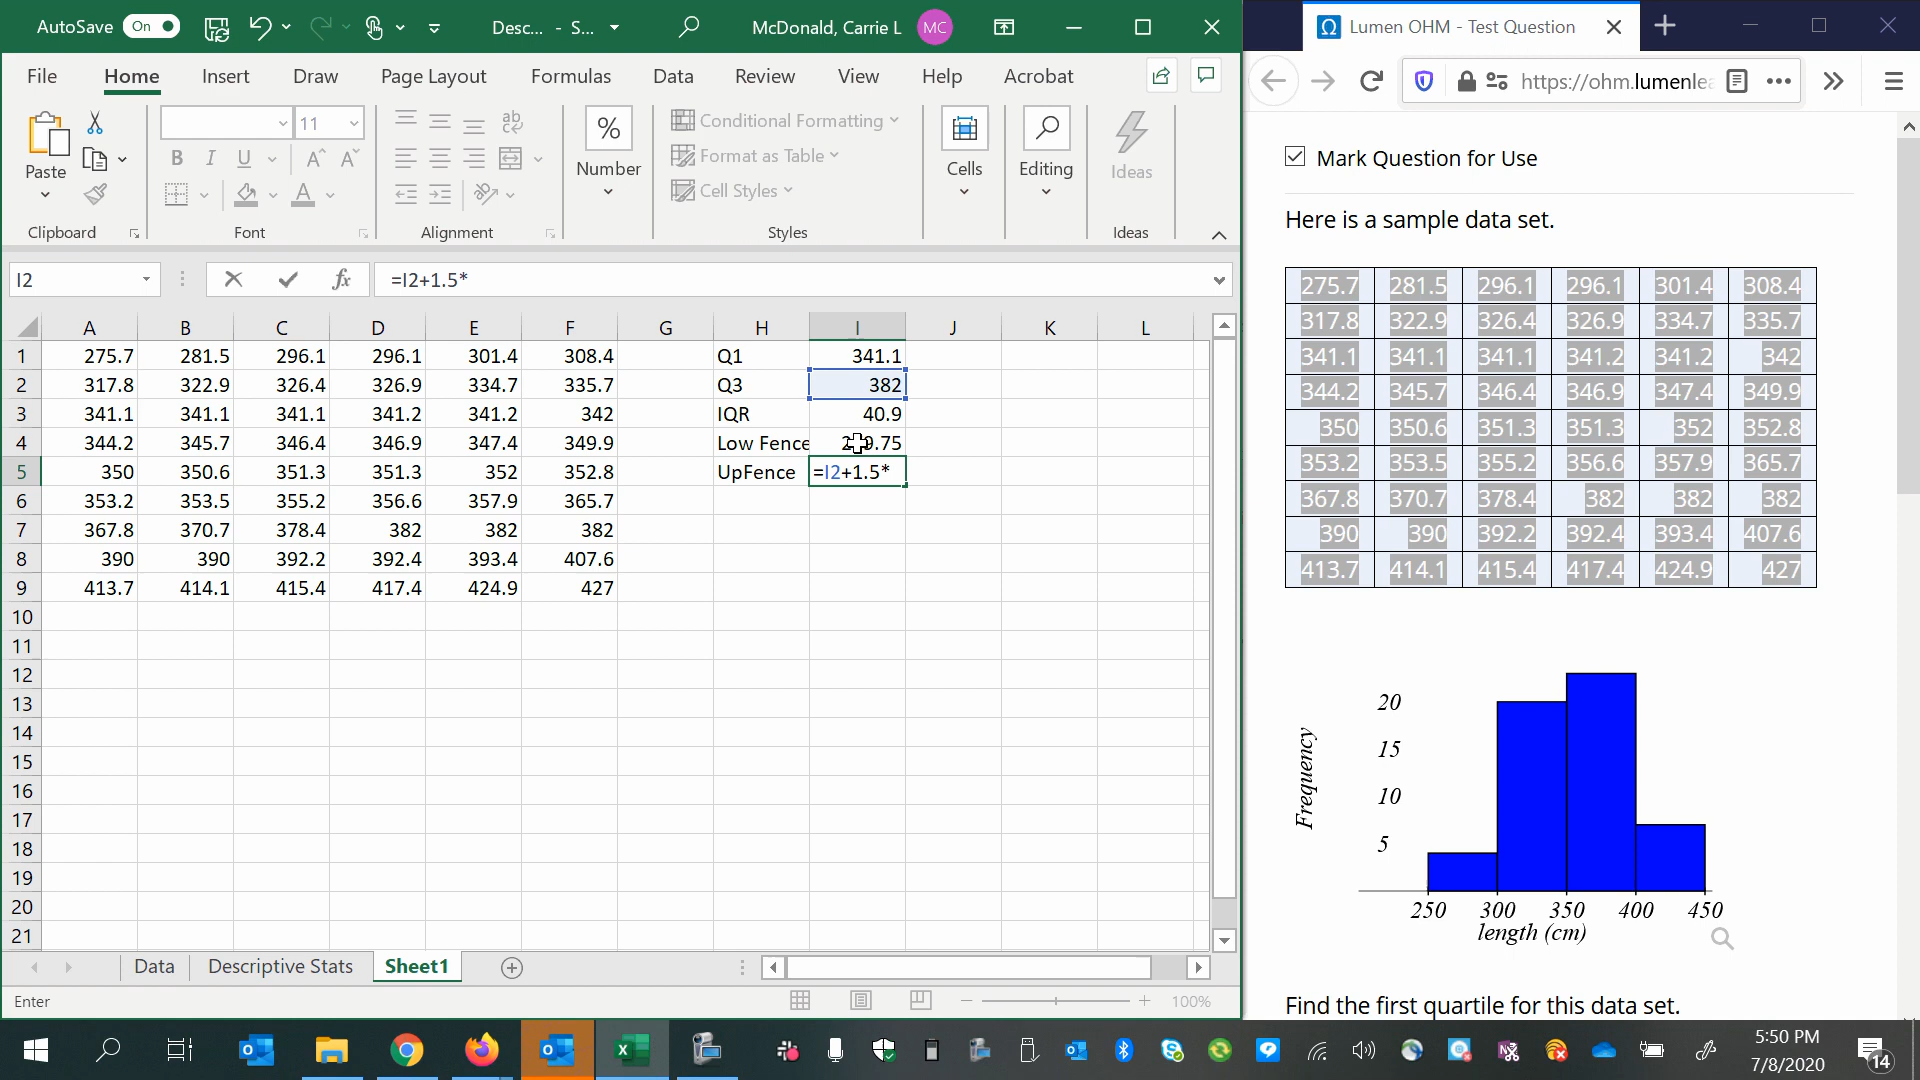 AutoSave On Desc... - S... McDonald, Carrie L MC
File Home Insert Draw Page Layout Formulas Data Review View Help Acrobat
Paste
Clipboard
11
B I U A A
ab
Font
Alignment
%
Number
Conditional Formatting
Format as Table
Cell Styles
Styles
Cells
Editing
Ideas
Ideas
I2 fx =I2+1.5*
A B C D E F G H I J K L
1 275.7 281.5 296.1 296.1 301.4 308.4 Q1 341.1
2 317.8 322.9 326.4 326.9 334.7 335.7 Q3 382
3 341.1 341.1 341.1 341.2 341.2 342 IQR 40.9
4 344.2 345.7 346.4 346.9 347.4 349.9 Low Fence
5 350 350.6 351.3 351.3 352 352.8 UpFence =I2+1.5*
6 353.2 353.5 355.2 356.6 357.9 365.7
7 367.8 370.7 378.4 382 382 382
8 390 390 392.2 392.4 393.4 407.6
9 413.7 414.1 415.4 417.4 424.9 427
10
11
12
13
14
15
16
17
18
19
20
21
Data Descriptive Stats Sheet1
Enter 100%
Lumen OHM - Test Question
https://ohm.lumenlea
Mark Question for Use
Here is a sample data set.
275.7 281.5 296.1 296.1 301.4 308.4
317.8 322.9 326.4 326.9 334.7 335.7
341.1 341.1 341.1 341.2 341.2 342
344.2 345.7 346.4 346.9 347.4 349.9
350 350.6 351.3 351.3 352 352.8
353.2 353.5 355.2 356.6 357.9 365.7
367.8 370.7 378.4 382 382 382
390 390 392.2 392.4 393.4 407.6
413.7 414.1 415.4 417.4 424.9 427
Frequency
20
15
10
5
250 300 350 400 450
length (cm)
Find the first quartile for this data set.
5:50 PM
7/8/2020
14